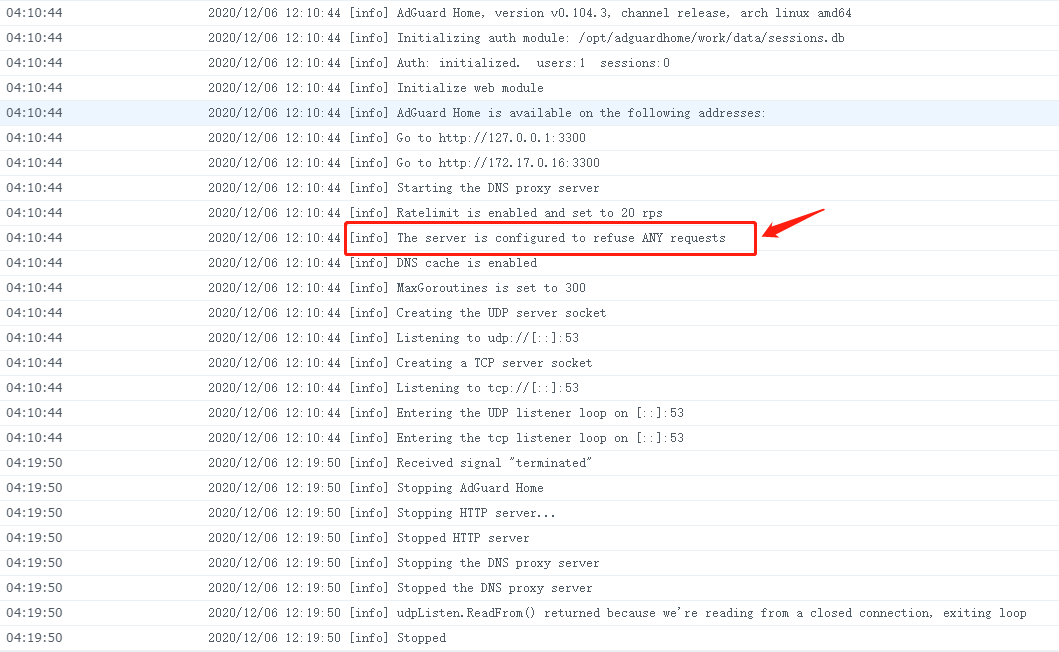 04:10:44 2020/12/06 12:10:44 [info] AdGuard Home, version v0.104.3, channel release, arch linux amd64
04:10:44 2020/12/06 12:10:44 [info] Initializing auth module: /opt/adguardhome/work/data/sessions.db
04:10:44 2020/12/06 12:10:44 [info] Auth: initialized.  users:1  sessions:0
04:10:44 2020/12/06 12:10:44 [info] Initialize web module
04:10:44 2020/12/06 12:10:44 [info] AdGuard Home is available on the following addresses:
04:10:44 2020/12/06 12:10:44 [info] Go to http://127.0.0.1:3300
04:10:44 2020/12/06 12:10:44 [info] Go to http://172.17.0.16:3300
04:10:44 2020/12/06 12:10:44 [info] Starting the DNS proxy server
04:10:44 2020/12/06 12:10:44 [info] Ratelimit is enabled and set to 20 rps
04:10:44 2020/12/06 12:10:44 [info] The server is configured to refuse ANY requests
04:10:44 2020/12/06 12:10:44 [info] DNS cache is enabled
04:10:44 2020/12/06 12:10:44 [info] MaxGoroutines is set to 300
04:10:44 2020/12/06 12:10:44 [info] Creating the UDP server socket
04:10:44 2020/12/06 12:10:44 [info] Listening to udp://[::]:53
04:10:44 2020/12/06 12:10:44 [info] Creating a TCP server socket
04:10:44 2020/12/06 12:10:44 [info] Listening to tcp://[::]:53
04:10:44 2020/12/06 12:10:44 [info] Entering the UDP listener loop on [::]:53
04:10:44 2020/12/06 12:10:44 [info] Entering the tcp listener loop on [::]:53
04:19:50 2020/12/06 12:19:50 [info] Received signal "terminated"
04:19:50 2020/12/06 12:19:50 [info] Stopping AdGuard Home
04:19:50 2020/12/06 12:19:50 [info] Stopping HTTP server...
04:19:50 2020/12/06 12:19:50 [info] Stopped HTTP server
04:19:50 2020/12/06 12:19:50 [info] Stopping the DNS proxy server
04:19:50 2020/12/06 12:19:50 [info] Stopped the DNS proxy server
04:19:50 2020/12/06 12:19:50 [info] udpListen.ReadFrom() returned because we're reading from a closed connection, exiting loop
04:19:50 2020/12/06 12:19:50 [info] Stopped